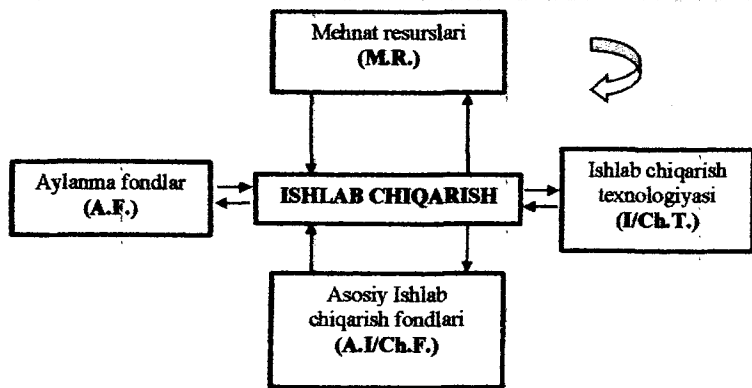 Mehnat resurslari
(M.R.)
Aylanma fondlar
(A.F.)
ISHLAB CHIQARISH
Ishlab chiqarish
texnologiyasi
(I/Ch.T.)
Asosiy Ishlab
chiqarish fondlari
(A.I/Ch.F.)